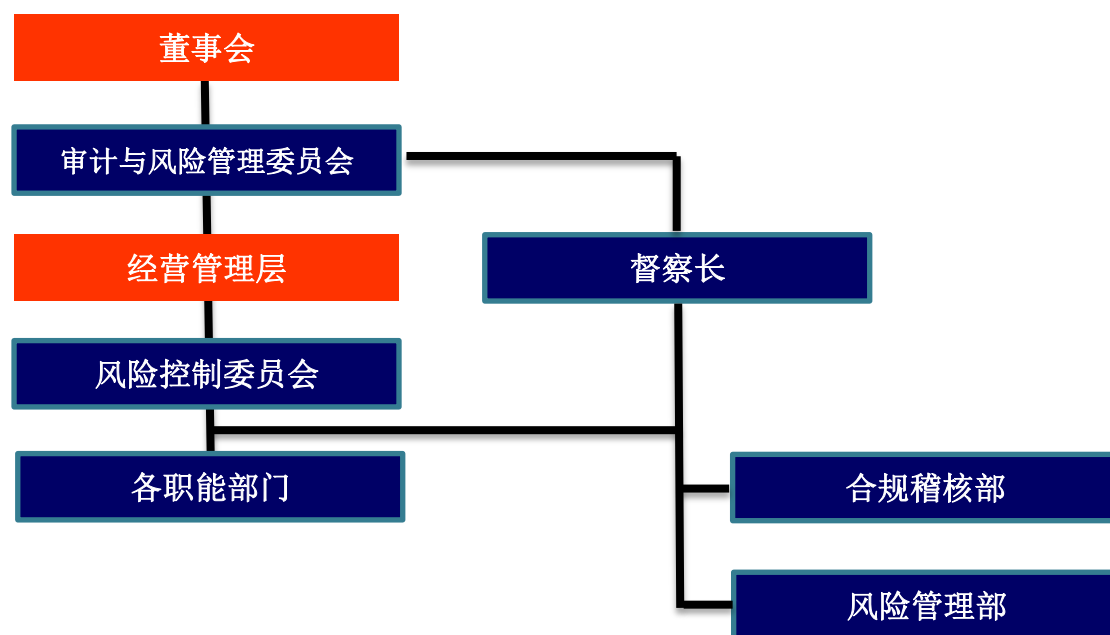 董事会
审计与风险管理委员会
经营管理层
督察长
风险控制委员会
各职能部门
合规稽核部
风险管理部